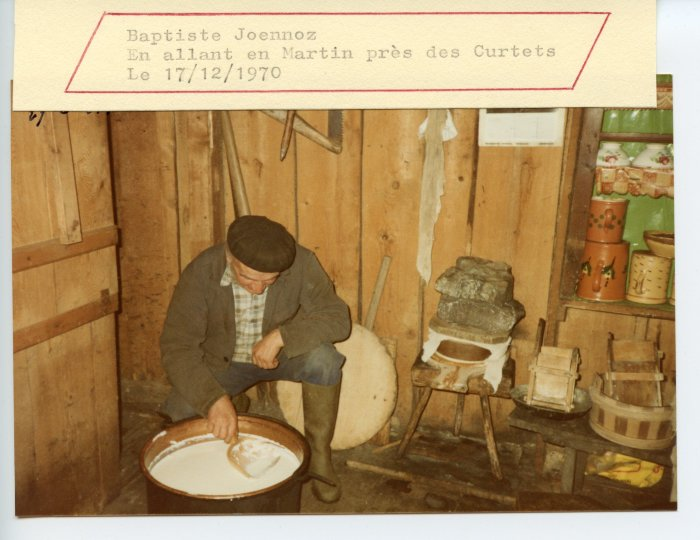 Baptiste Joennoz
En allant en Martin près des Curtets
Le 17/12/1970